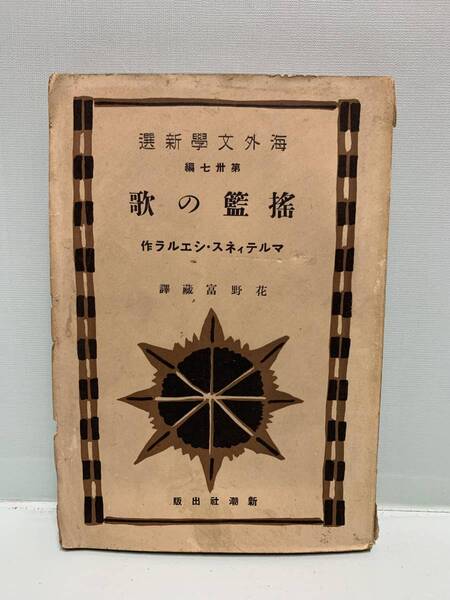 海外文學新選
第卅七編
搖籃の歌
マルティネス・シエルラ作
花野富藏譯
新潮社出版